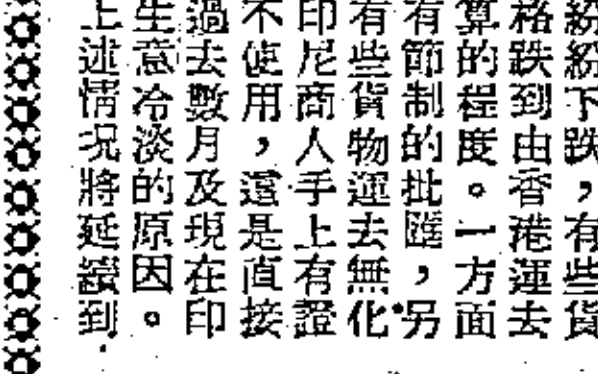 紛紛下跌，有些貨
格跌到由香港運去
算的程度。一方面
有節制的批匯，另
有些貨物運去無化
印尼商人手上有證
不使用，還是直接
過去數月及現在印
生意冷淡的原因。
上述情况將延續到